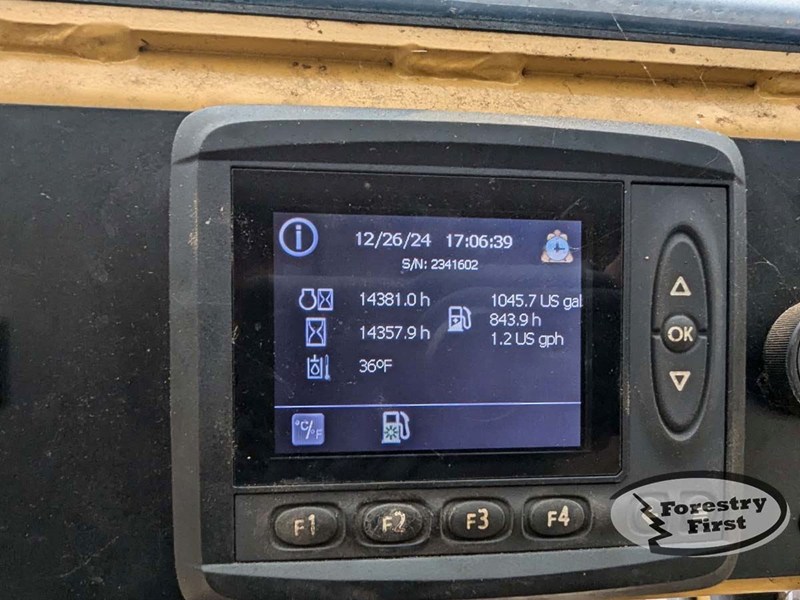 12/26/24 17:06:39
S/N: 2341602
14381.0 h
1045.7 US gal
843.9 h
14357.9 h
1.2 US gph
36°F
°C/°F
OK
F1 F2 F3 F4
Forestry
First